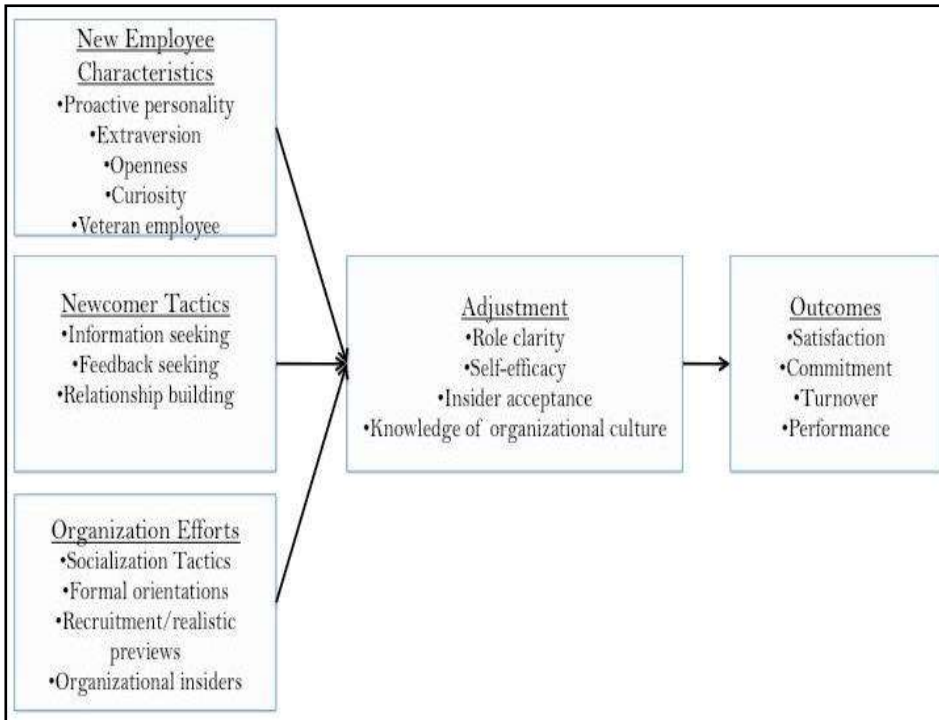 New Employee
Characteristics
•Proactive personality
•Extraversion
•Openness
•Curiosity
•Veteran employee
Newcomer Tactics
•Information seeking
•Feedback seeking
•Relationship building
Organization Efforts
•Socialization Tactics
•Formal orientations
•Recruitment/realistic
previews
•Organizational insiders
Adjustment
•Role clarity
•Self-efficacy
•Insider acceptance
•Knowledge of organizational culture
Outcomes
•Satisfaction
•Commitment
•Turnover
•Performance